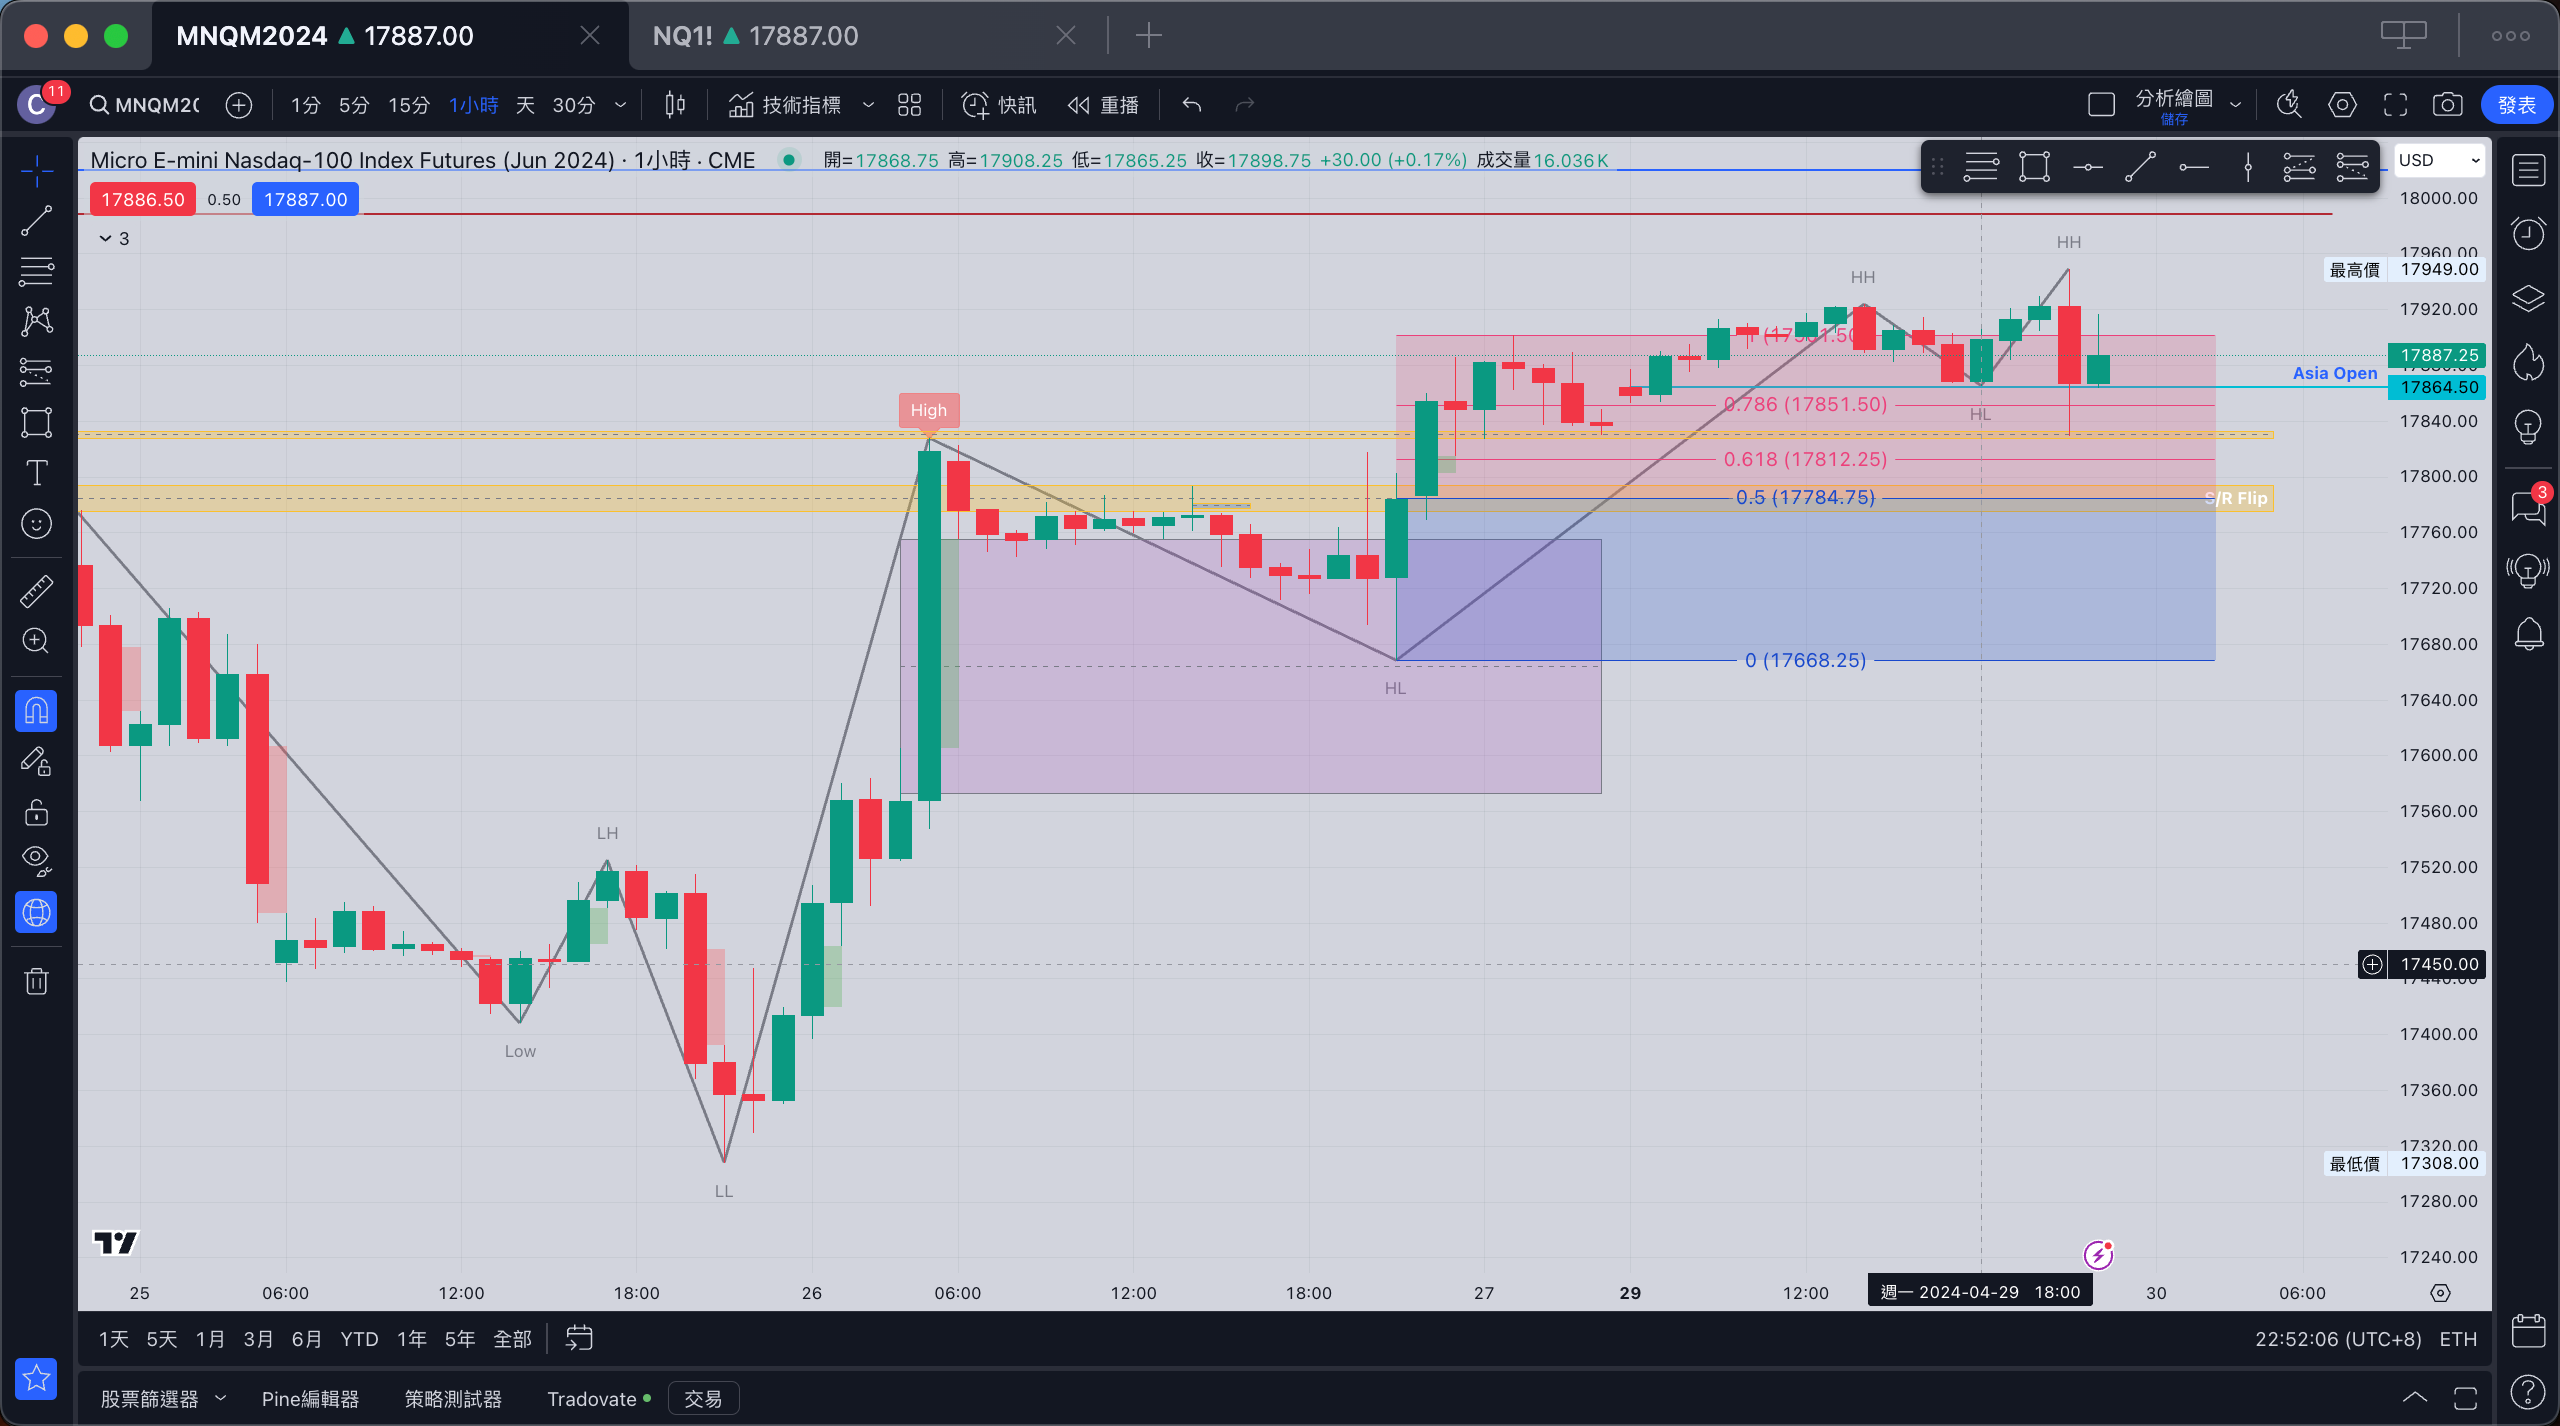 MNQM2024 ▲ 17887.00
NQ1! ▲ 17887.00
C 11
MNQM2
1分 5分 15分 1小時 天 30分
技術指標
快訊
重播
分析繪圖
儲存
發表
Micro E-mini Nasdaq-100 Index Futures (Jun 2024) · 1小時 · CME
開=17868.75 高=17908.25 低=17865.25 收=17898.75 +30.00 (+0.17%) 成交量16.036K
17886.50 0.50 17887.00
3
USD
18000.00
17960.00
最高價 17949.00
17920.00
17887.25
17864.50
17840.00
17800.00
17760.00
17720.00
17680.00
17640.00
17600.00
17560.00
17520.00
17480.00
17450.00
17400.00
17360.00
17320.00
最低價 17308.00
17280.00
17240.00
HH
HH
Asia Open
High
0.786 (17851.50)
HL
0.618 (17812.25)
0.5 (17784.75)
S/R Flip
0 (17668.25)
HL
LH
Low
LL
25 06:00 12:00 18:00 26 06:00 12:00 18:00 27 29 12:00 週一 2024-04-29 18:00 30 06:00
1天 5天 1月 3月 6月 YTD 1年 5年 全部
22:52:06 (UTC+8) ETH
股票篩選器 Pine編輯器 策略測試器 Tradovate 交易
3